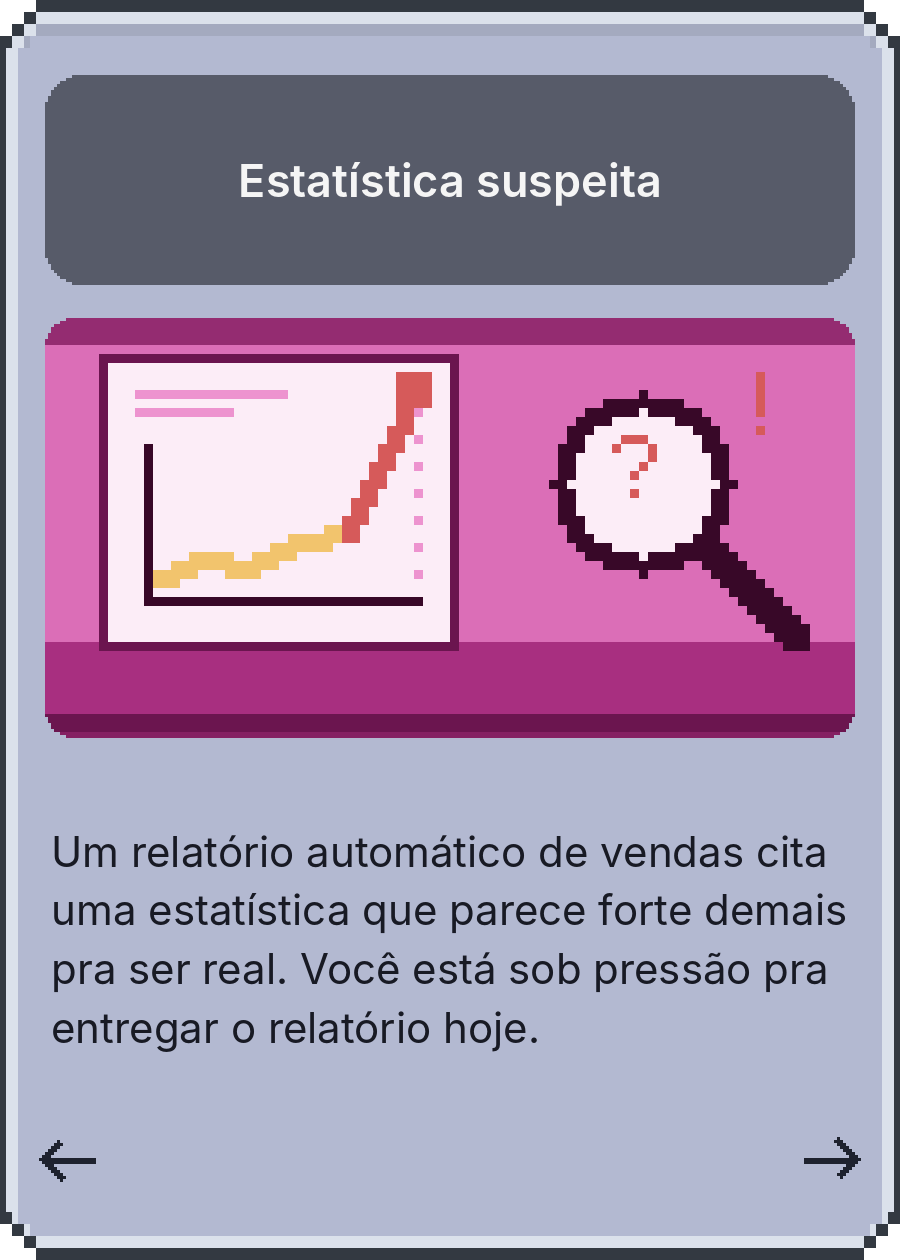 Estatística suspeita
Um relatório automático de vendas cita
uma estatística que parece forte demais
pra ser real. Você está sob pressão pra
entregar o relatório hoje.